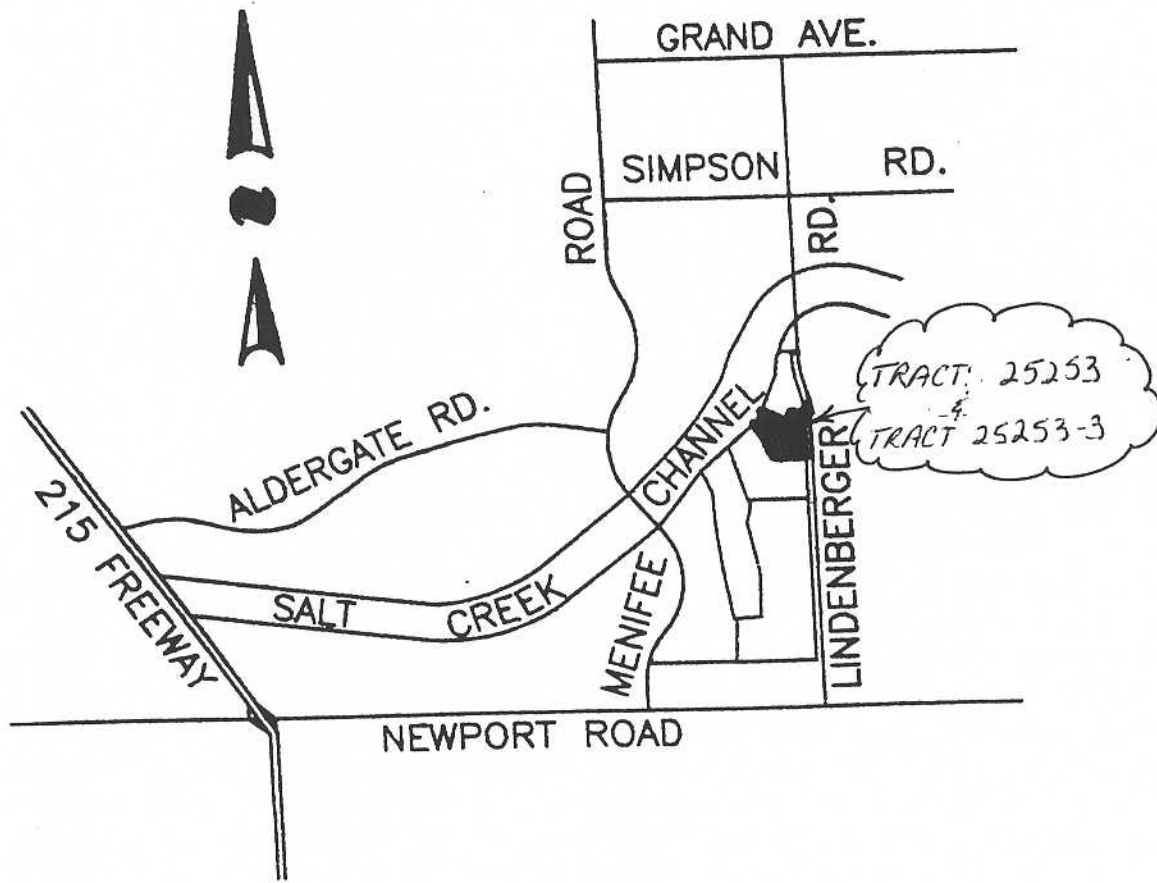 GRAND AVE.
SIMPSON RD.
ROAD
RD.
TRACT: 25253
&
TRACT 25253-3
ALDERGATE RD.
CHANNEL
LINDENBERGER
215 FREEWAY
SALT CREEK
MENIFEE
NEWPORT ROAD